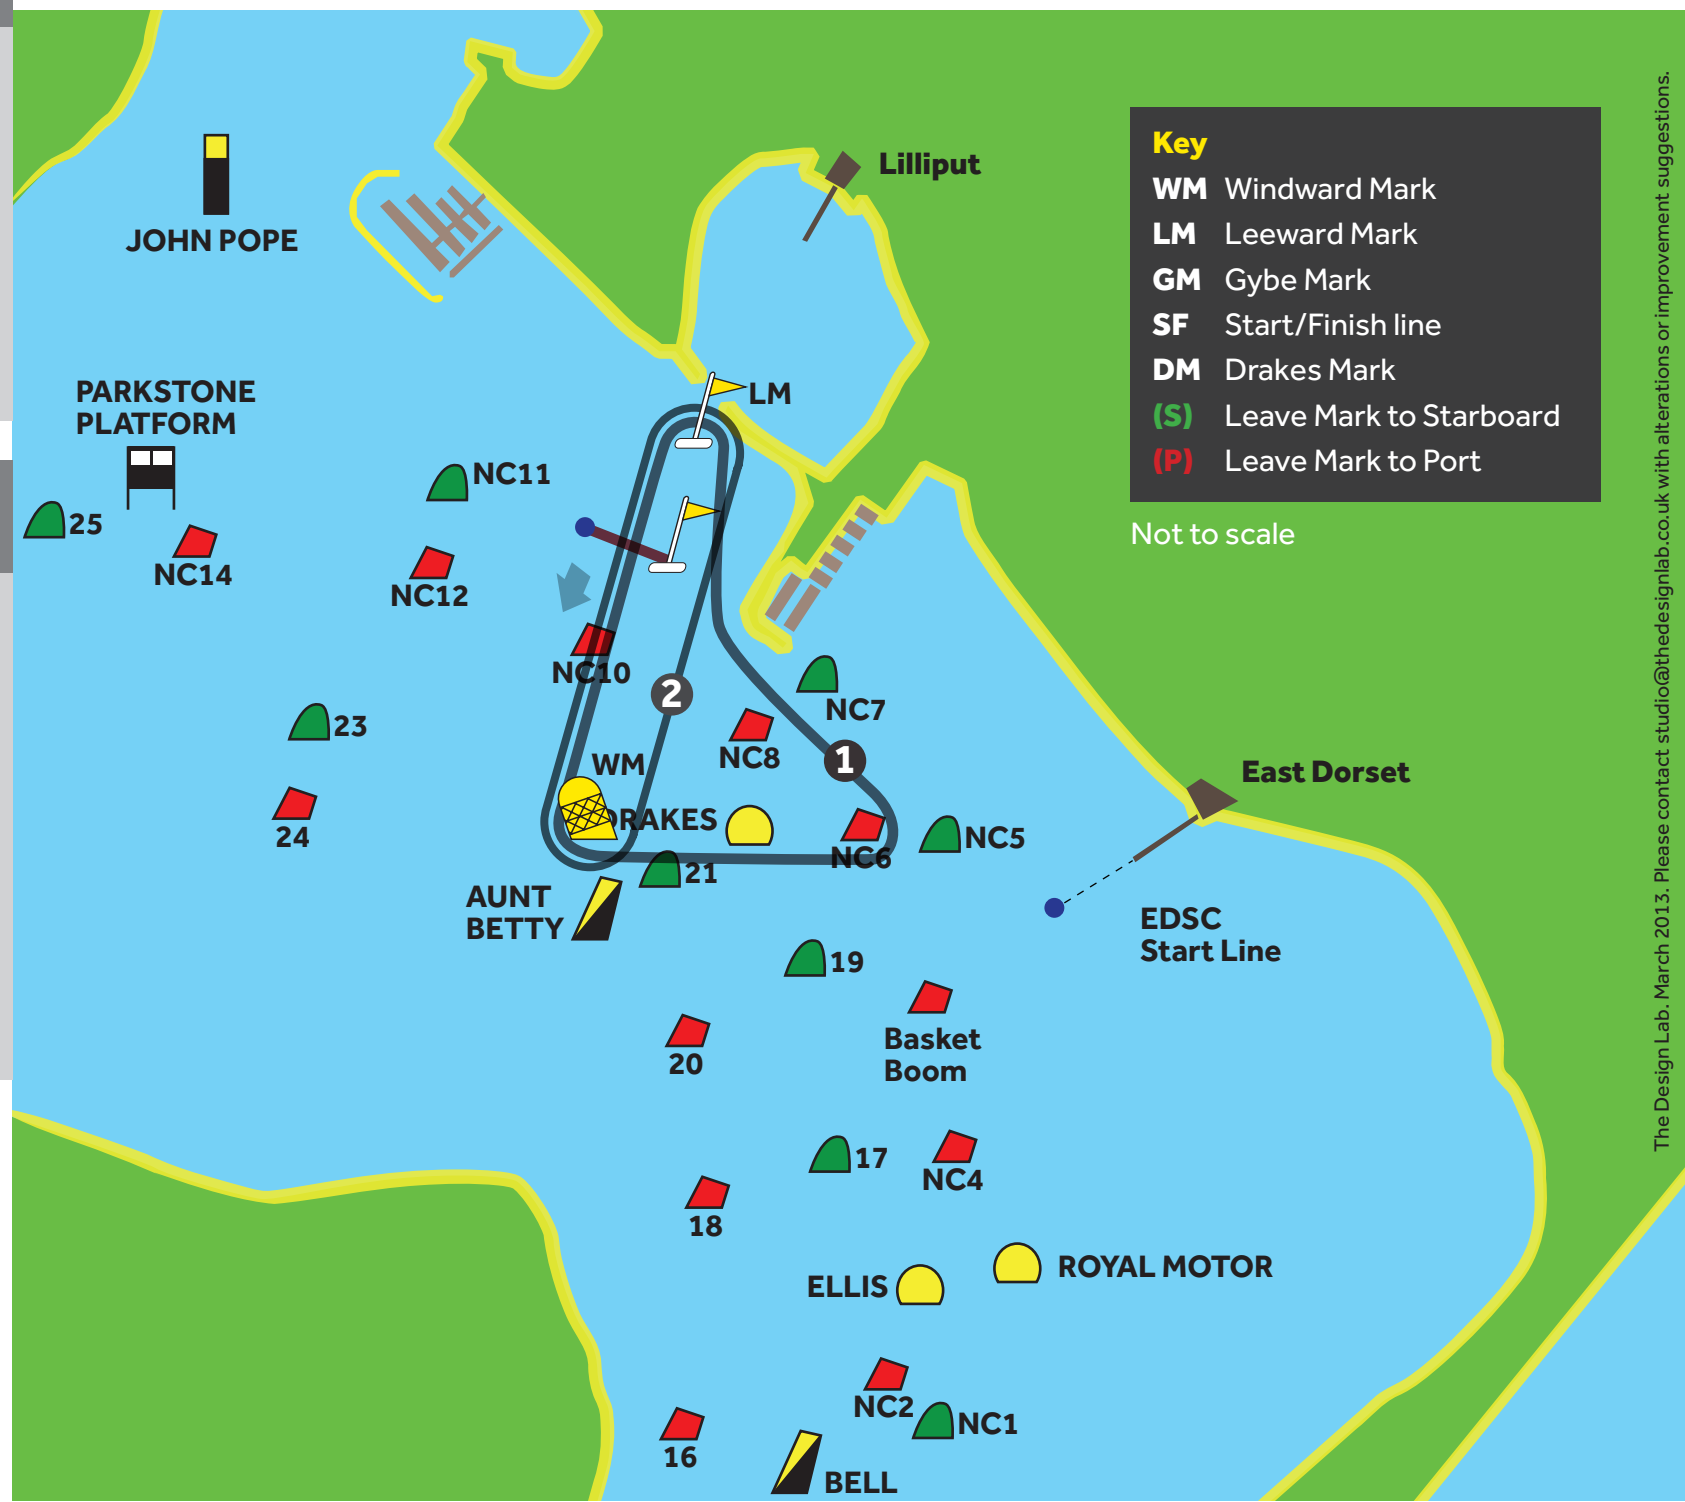 Lilliput
JOHN POPE
Key
WM Windward Mark
LM Leeward Mark
GM Gybe Mark
SF Start/Finish line
DM Drakes Mark
(S) Leave Mark to Starboard
(P) Leave Mark to Port
Not to scale
The Design Lab. March 2013. Please contact studio@thedesignlab.co.uk with alterations or improvement suggestions.
PARKSTONE
PLATFORM
LM
NC11
25
NC14
NC12
NC10
2
NC7
23
NC8
1
WM
East Dorset
24
DRAKES
NC6
NC5
21
AUNT
BETTY
EDSC
Start Line
19
20
Basket
Boom
17
NC4
18
ELLIS
ROYAL MOTOR
NC2
NC1
16
BELL